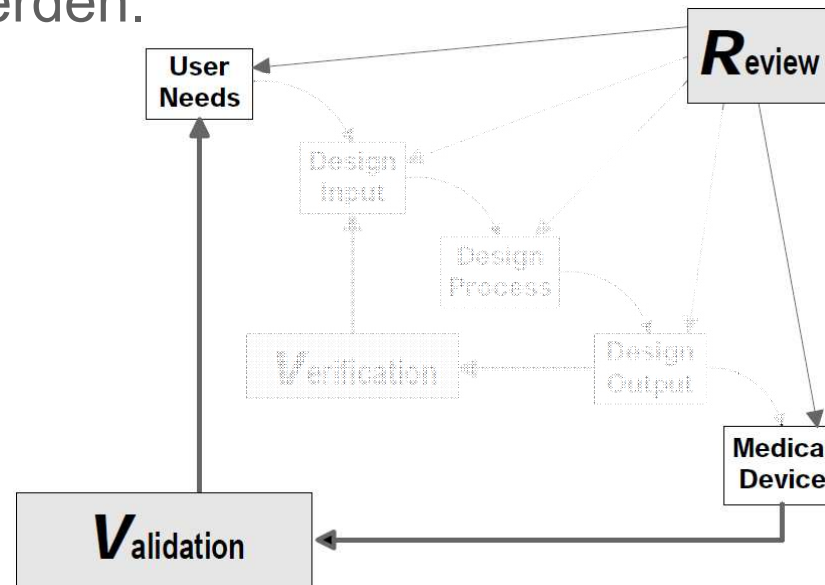 erden.
User
Needs
Review
Design
Input
Design
Process
Verification
Design
Output
Medica
Device
Validation